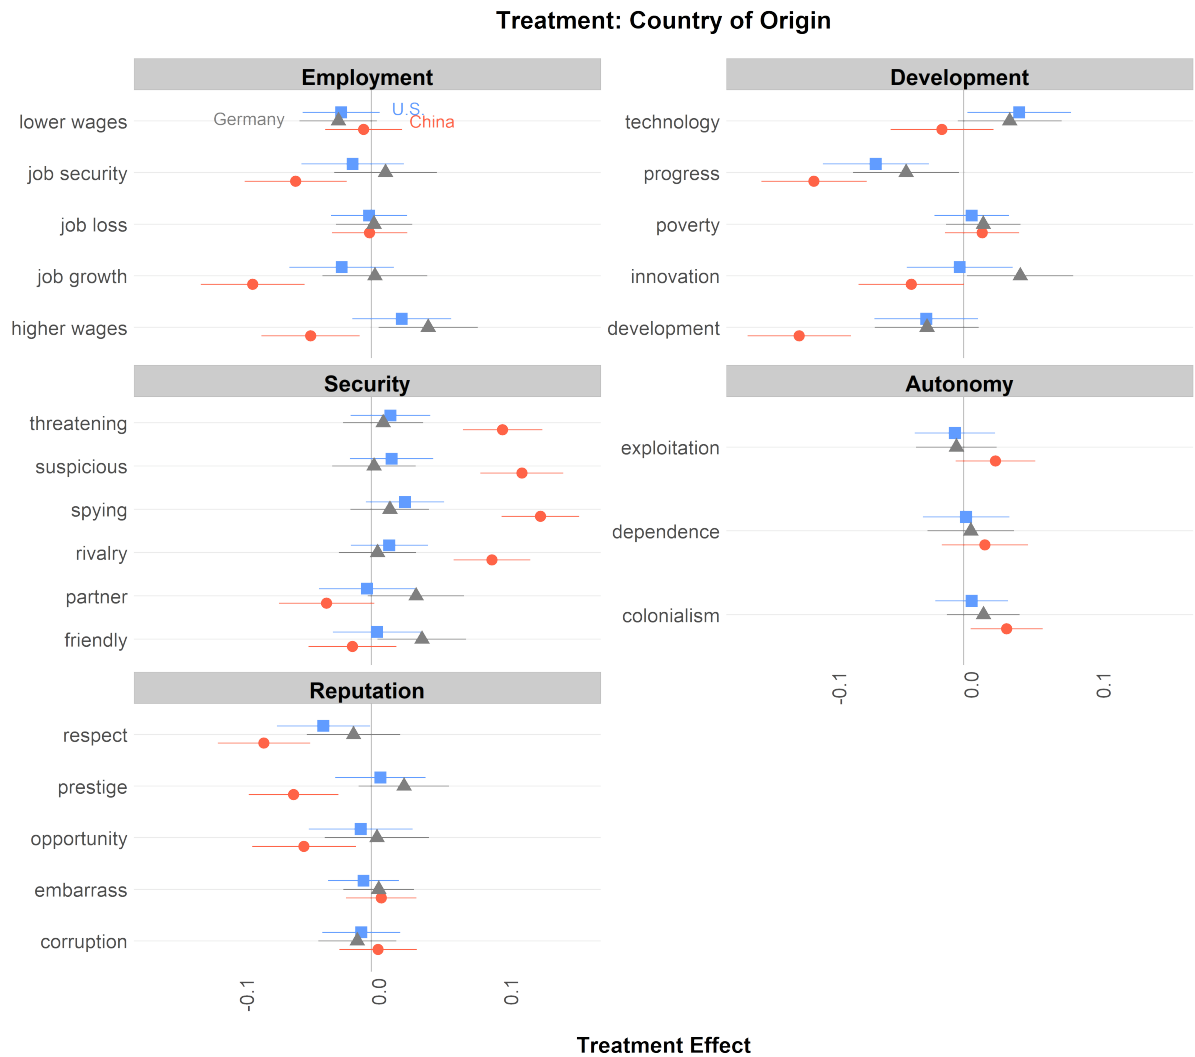 Treatment: Country of Origin
Employment
lower wages
job security
job loss
job growth
higher wages
Germany
U.S.
China
Development
technology
progress
poverty
innovation
development
Security
threatening
suspicious
spying
rivalry
partner
friendly
Autonomy
exploitation
dependence
colonialism
-0.1
0.0
0.1
Reputation
respect
prestige
opportunity
embarrass
corruption
-0.1
0.0
0.1
Treatment Effect